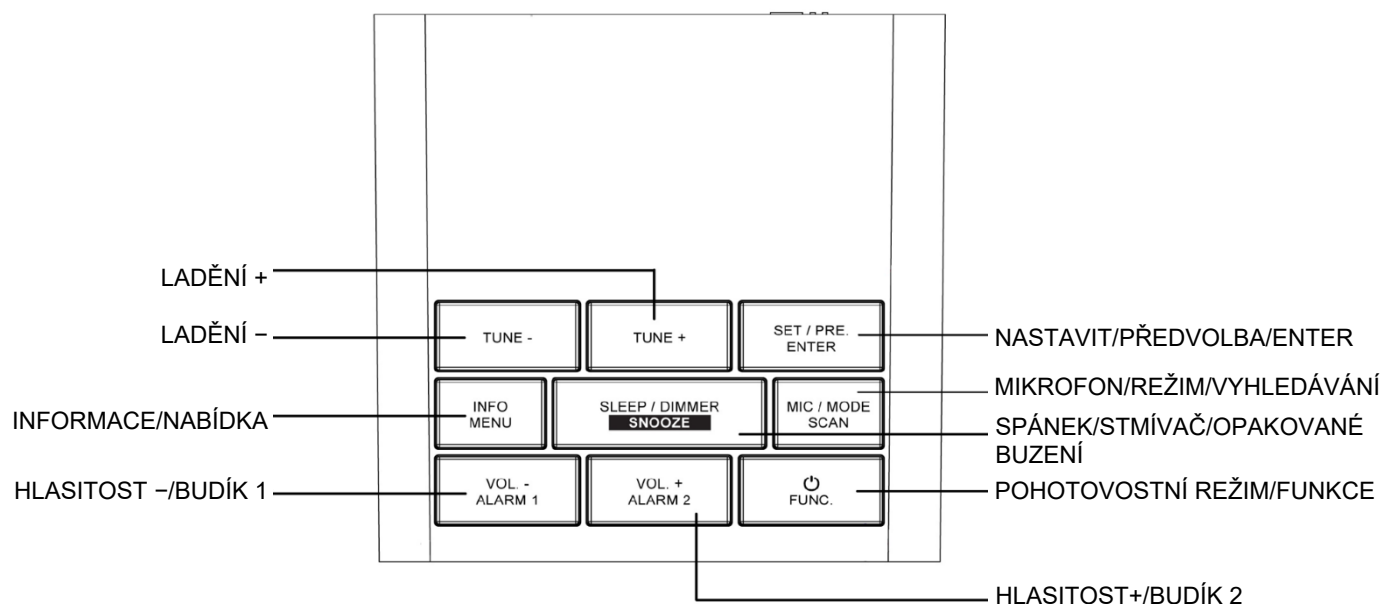 LADĚNÍ +
LADĚNÍ −
TUNE -
TUNE +
SET / PRE.
ENTER
NASTAVIT/PŘEDVOLBA/ENTER
INFORMACE/NABÍDKA
INFO
MENU
SLEEP / DIMMER
SNOOZE
MIC / MODE
SCAN
MIKROFON/REŽIM/VYHLEDÁVÁNÍ
SPÁNEK/STMÍVAČ/OPAKOVANÉ
BUZENÍ
HLASITOST −/BUDÍK 1
VOL. -
ALARM 1
VOL. +
ALARM 2
FUNC.
POHOTOVOSTNÍ REŽIM/FUNKCE
HLASITOST+/BUDÍK 2